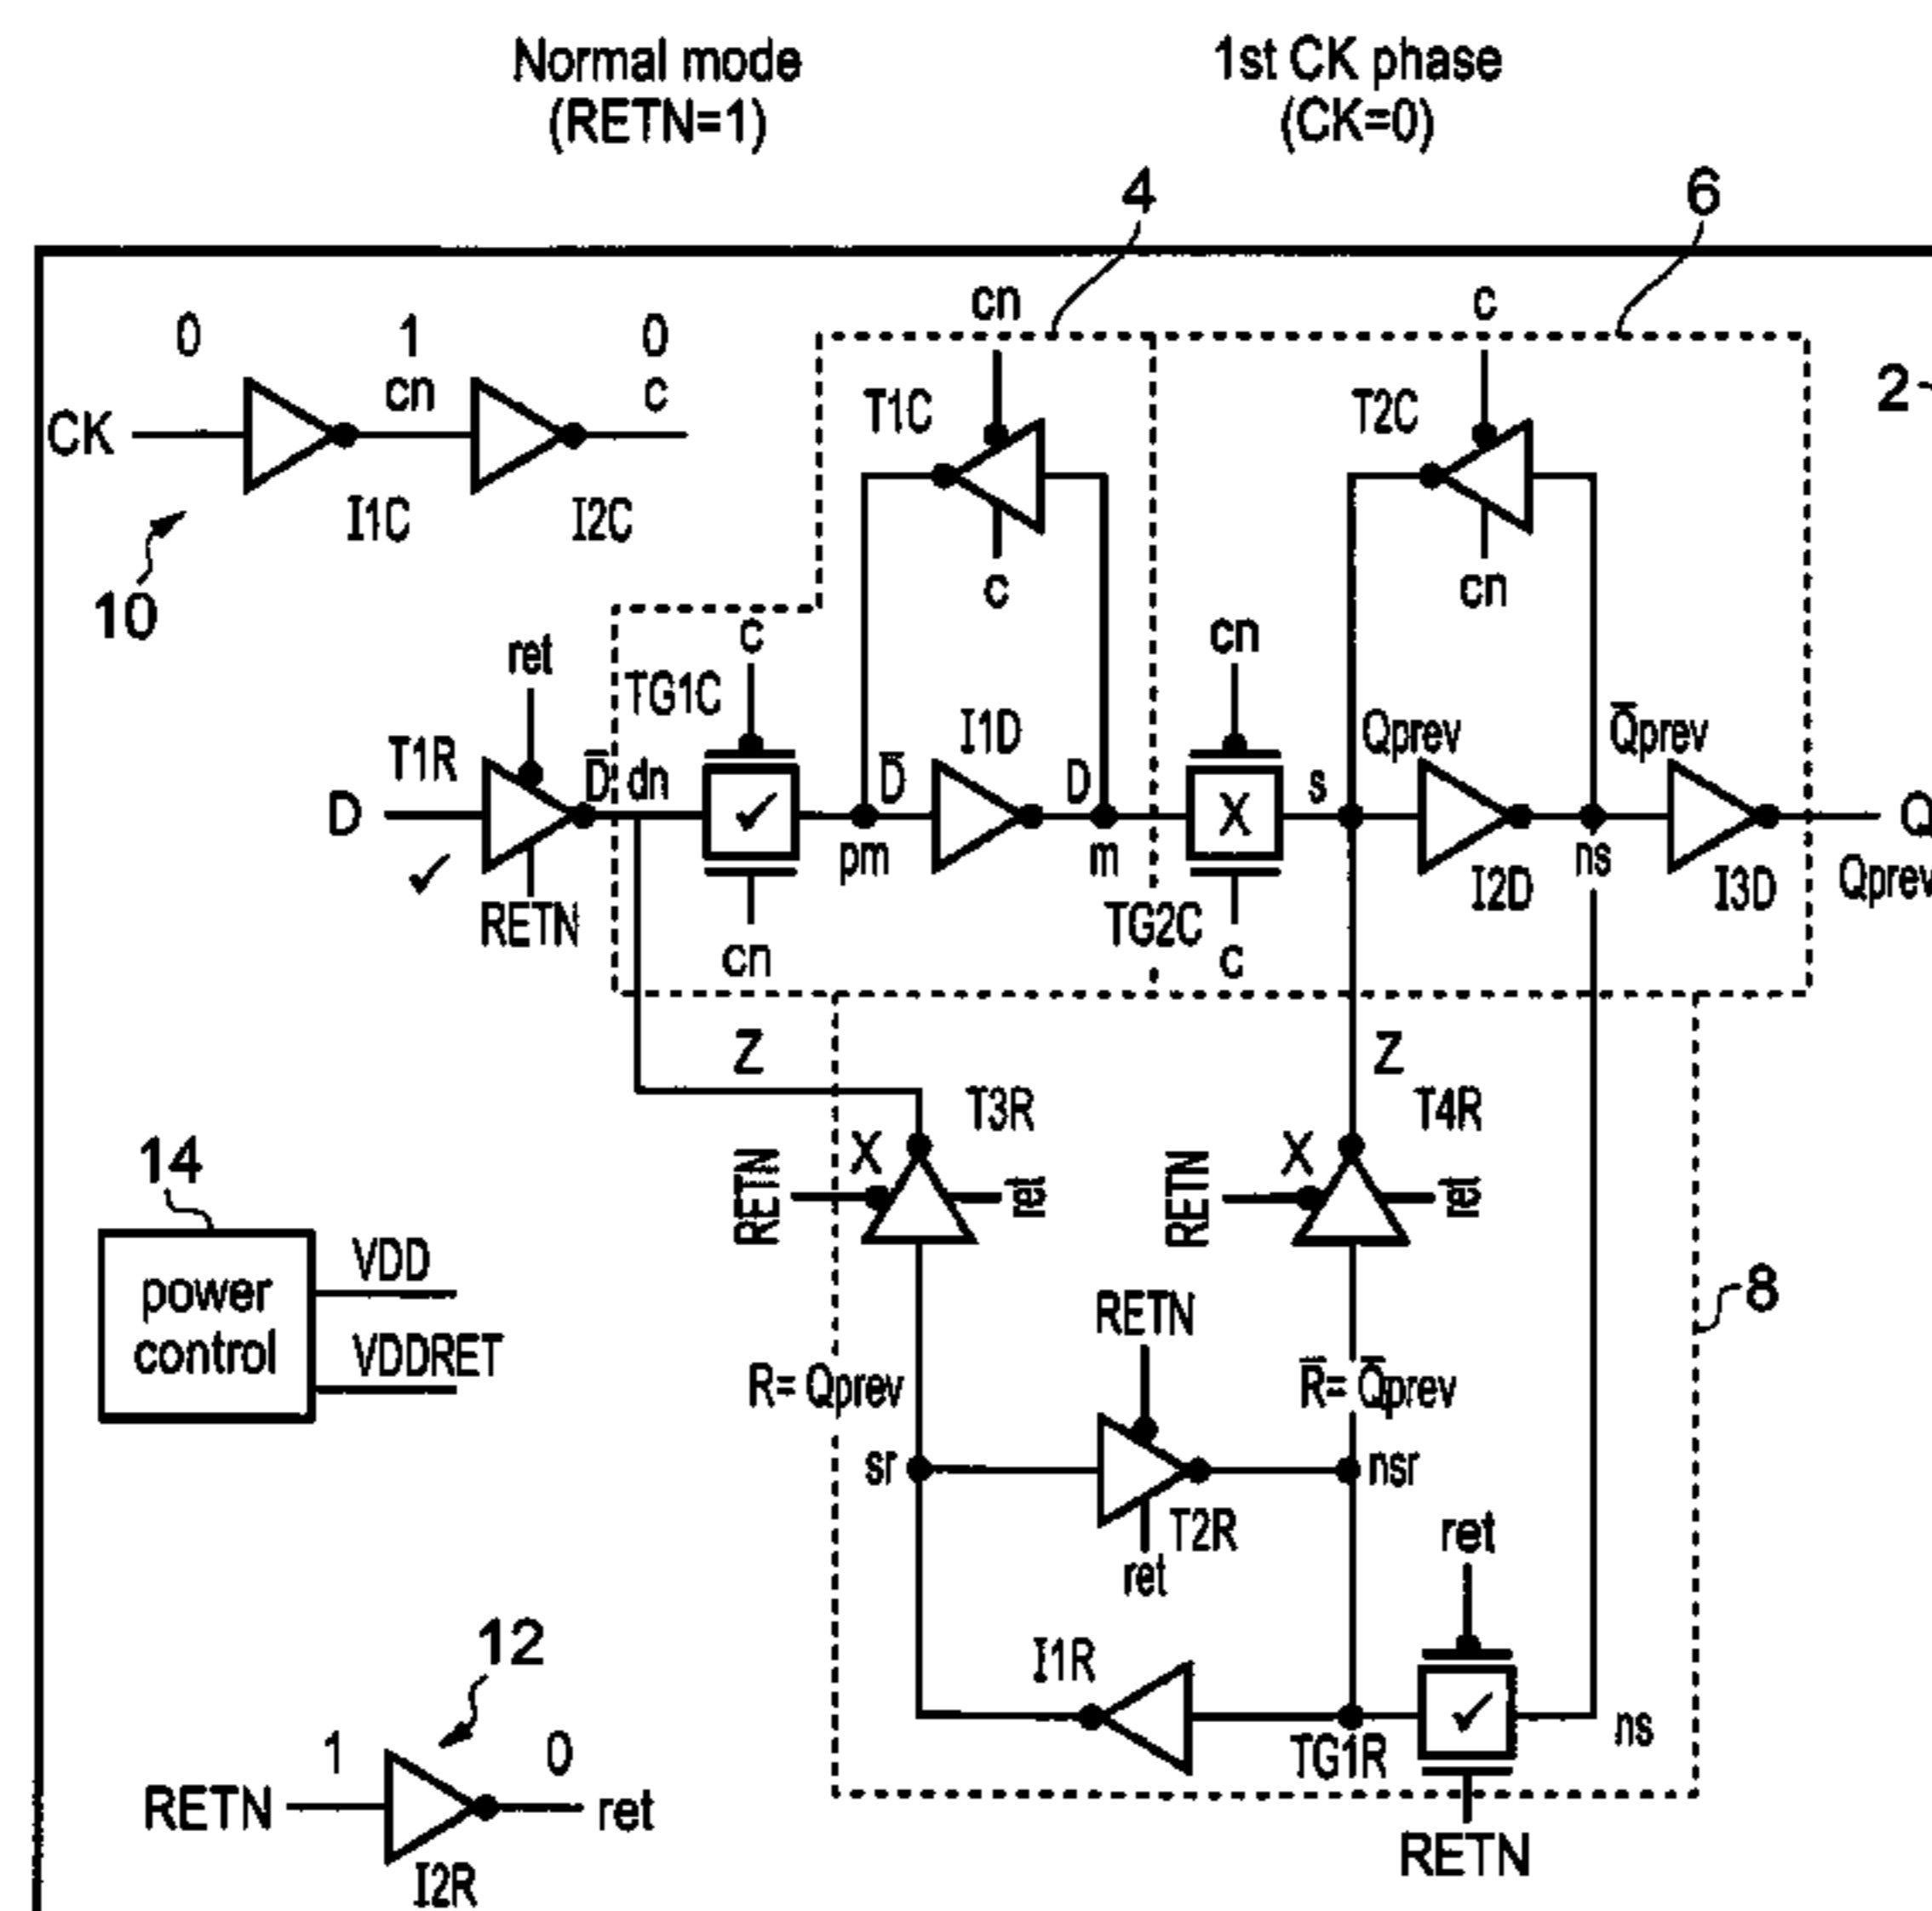 Normal mode
(RETN=1)
1st CK phase
(CK=0)
4
6
2
0
1
0
CK
cn
c
I1C
I2C
10
cn
T1C
c
c
T2C
cn
ret
T1R
D
RETN
D̅
dn
c
TG1C
cn
D̅
pm
I1D
D
m
cn
X
TG2C
c
s
Qprev
I2D
Q̅prev
ns
I3D
Q
Qprev
Z
Z
T3R
X
RETN
ret
T4R
X
RETN
ret
14
power
control
VDD
VDDRET
8
R= Qprev
RETN
R̅= Q̅prev
sr
nsr
T2R
ret
ret
I1R
TG1R
ns
RETN
12
1
0
RETN
ret
I2R